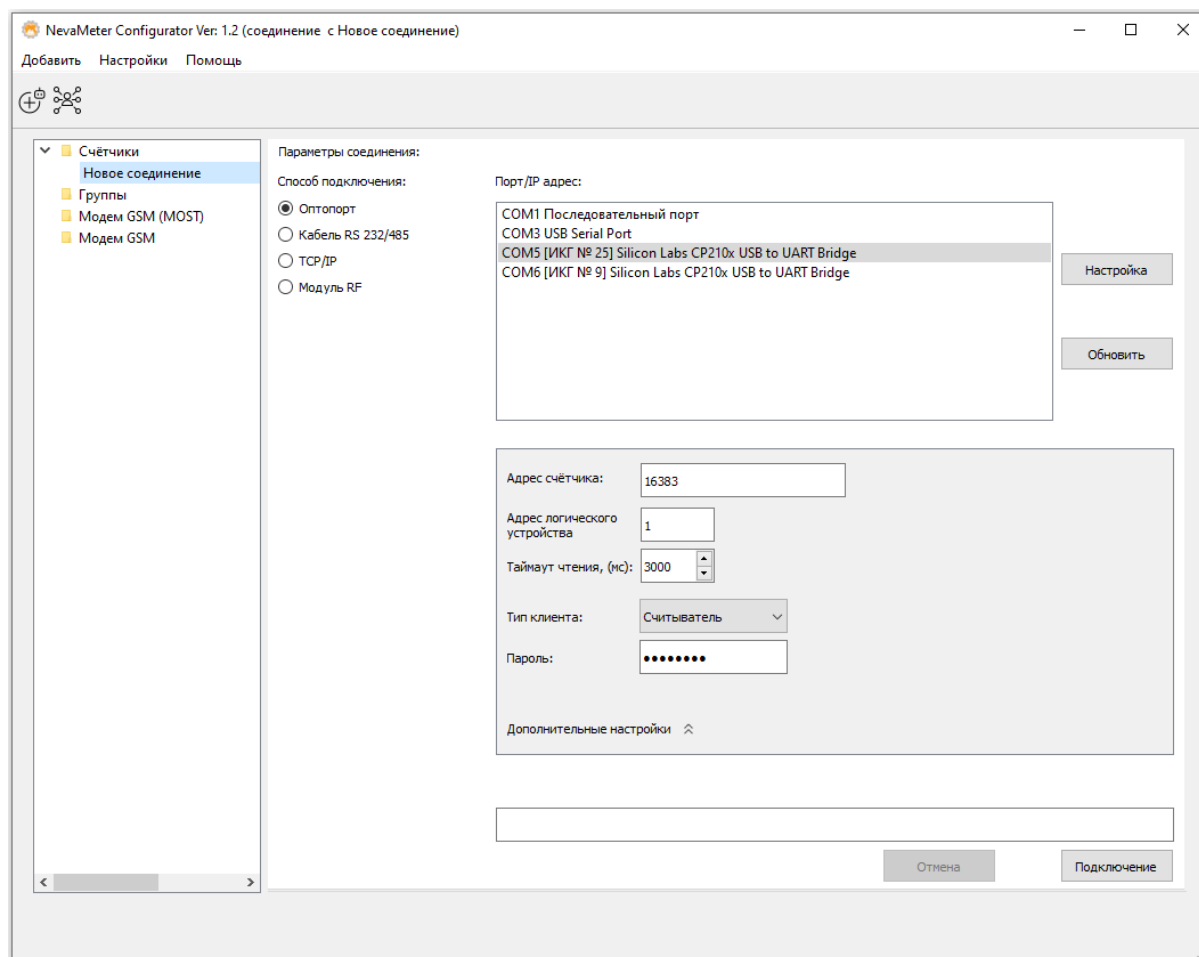 NevaMeter Configurator Ver: 1.2 (соединение  с Новое соединение)
Добавить Настройки Помощь
Счётчики
Новое соединение
Группы
Модем GSM (MOST)
Модем GSM
Параметры соединения:
Способ подключения:
Оптопорт
Кабель RS 232/485
TCP/IP
Модуль RF
Порт/IP адрес:
COM1 Последовательный порт
COM3 USB Serial Port
COM5 [ИКГ № 25] Silicon Labs CP210x USB to UART Bridge
COM6 [ИКГ № 9] Silicon Labs CP210x USB to UART Bridge
Настройка
Обновить
Адрес счётчика: 16383
Адрес логического
устройства 1
Таймаут чтения, (мс): 3000
Тип клиента: Считыватель
Пароль: ••••••••
Дополнительные настройки
Отмена Подключение